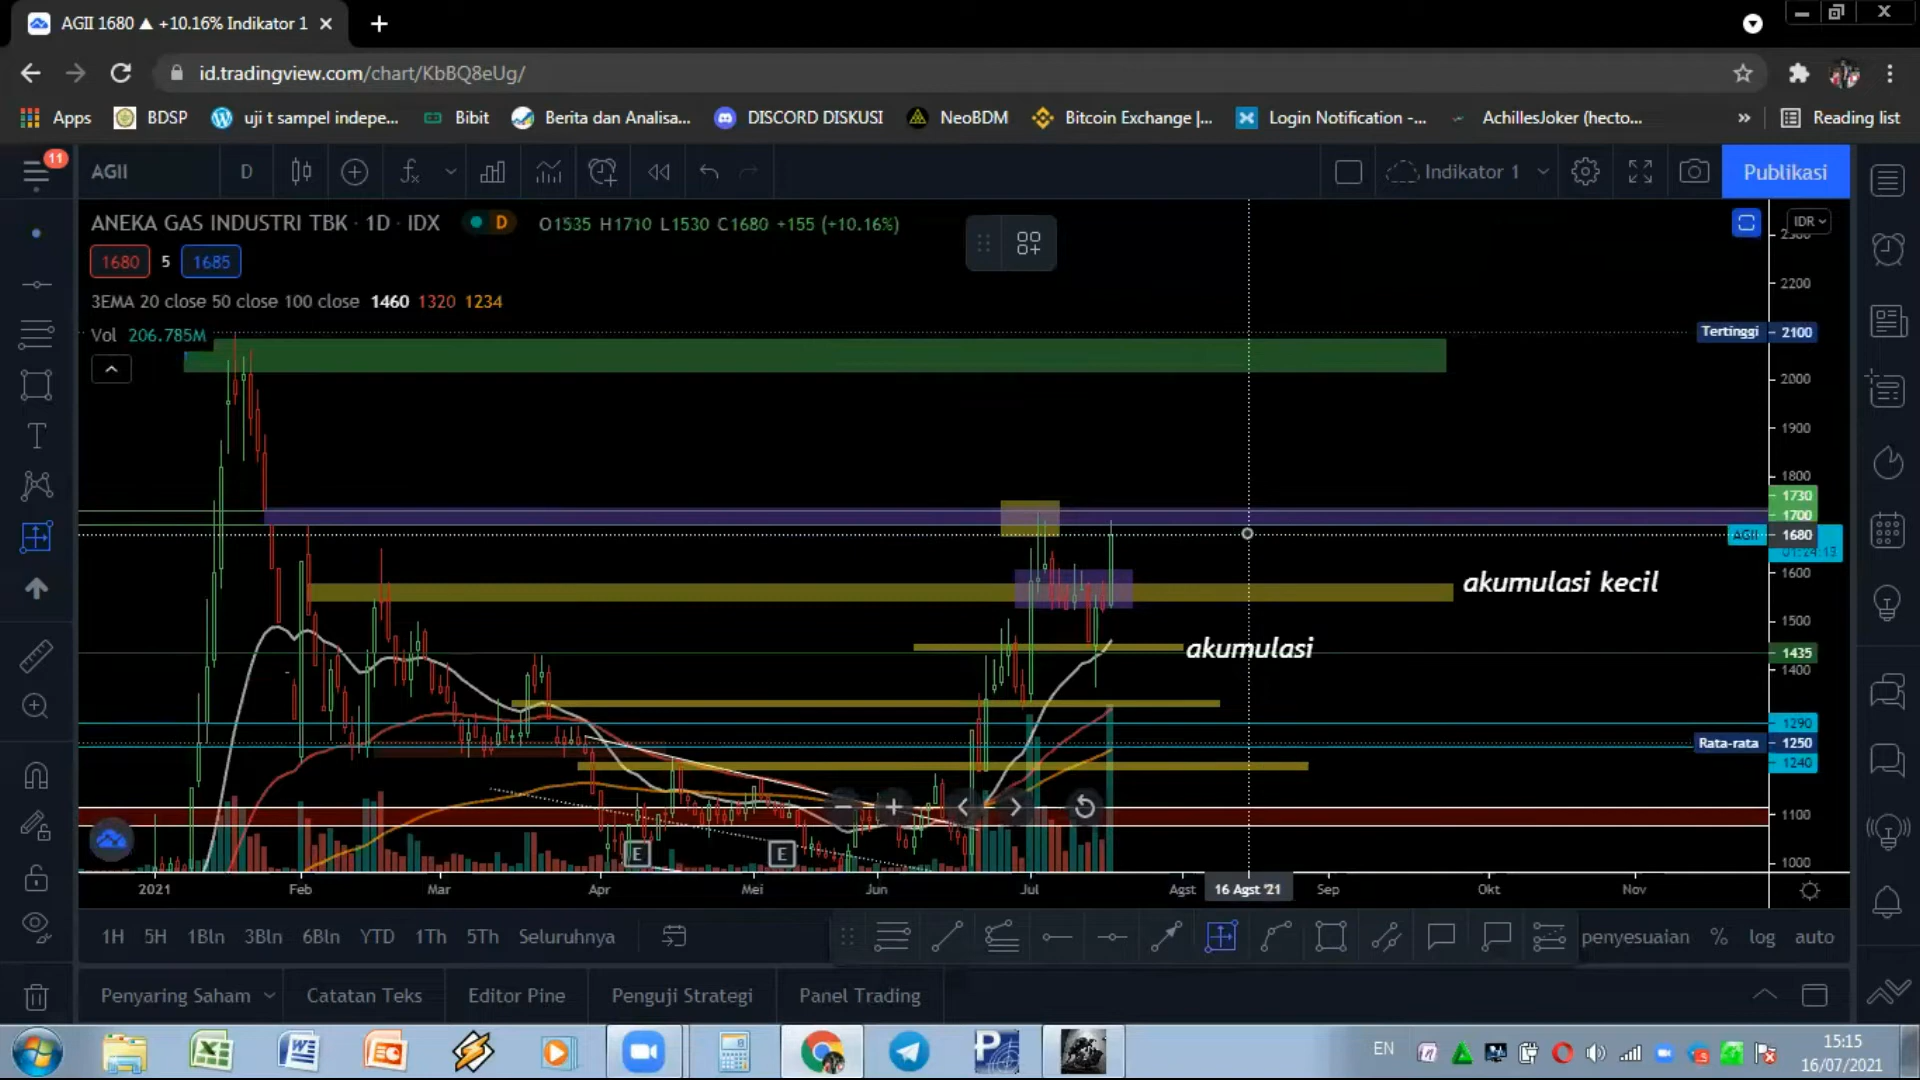 AGII 1680 ▲ +10.16% Indikator 1
id.tradingview.com/chart/KbBQ8eUg/
Apps BDSP uji t sampel indepe... Bibit Berita dan Analisa... DISCORD DISKUSI NeoBDM Bitcoin Exchange |... Login Notification -... AchillesJoker (hecto... » Reading list
11
AGII D Indikator 1 Publikasi
ANEKA GAS INDUSTRI TBK · 1D · IDX D O1535 H1710 L1530 C1680 +155 (+10.16%)
IDR
1680 5 1685
2200
3EMA 20 close 50 close 100 close 1460 1320 1234
Vol 206.785M
Tertinggi 2100
2000
1900
1800
1730
1700
AGII 1680
01:24:13
1600
akumulasi kecil
1500
akumulasi
1435
1400
1290
Rata-rata 1250
1240
1100
E E
1000
2021 Feb Mar Apr Mei Jun Jul Agst 16 Agst '21 Sep Okt Nov
1H 5H 1Bln 3Bln 6Bln YTD 1Th 5Th Seluruhnya penyesuaian % log auto
Penyaring Saham Catatan Teks Editor Pine Penguji Strategi Panel Trading
EN
15:15
16/07/2021